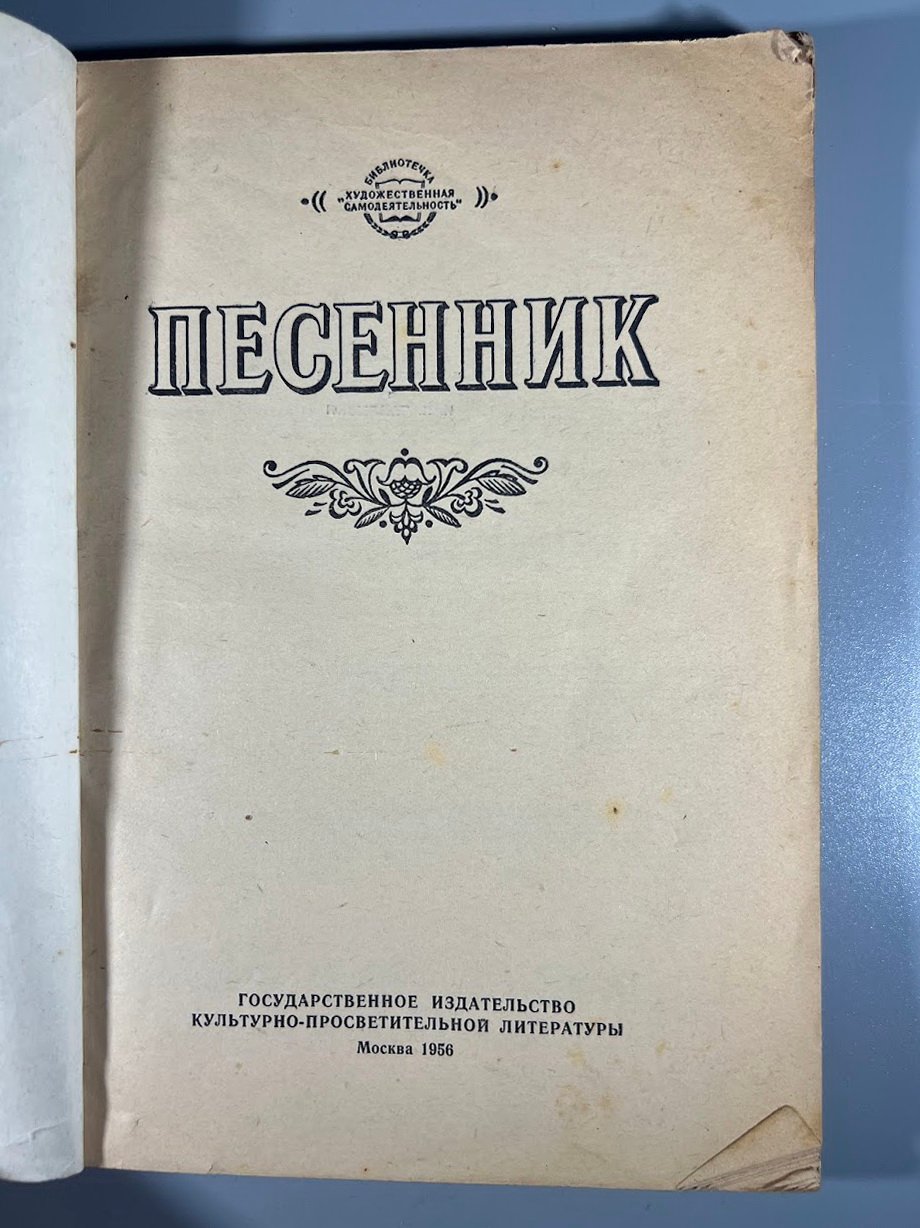 БИБЛИОТЕЧКА
„ХУДОЖЕСТВЕННАЯ
САМОДЕЯТЕЛЬНОСТЬ"
ПЕСЕННИК
ГОСУДАРСТВЕННОЕ ИЗДАТЕЛЬСТВО
КУЛЬТУРНО-ПРОСВЕТИТЕЛЬНОЙ ЛИТЕРАТУРЫ
Москва 1956